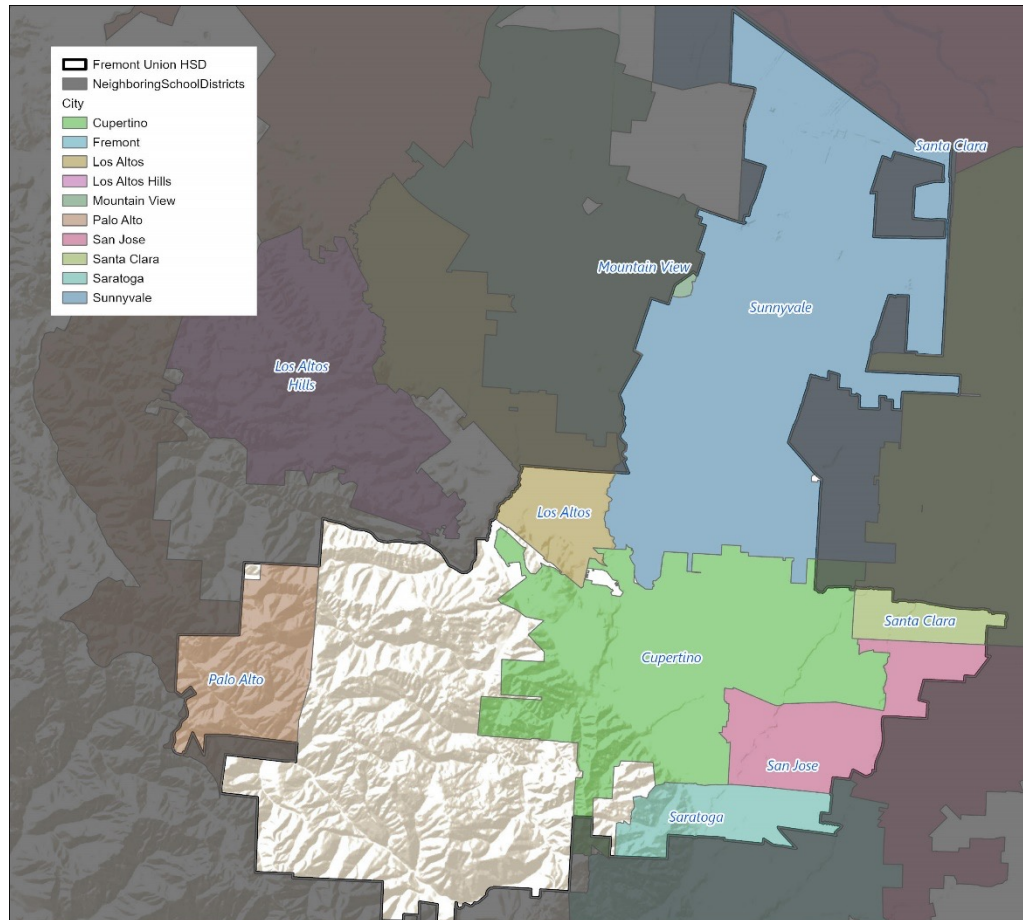 Fremont Union HSD
NeighboringSchoolDistricts
City
Cupertino
Fremont
Los Altos
Los Altos Hills
Mountain View
Palo Alto
San Jose
Santa Clara
Saratoga
Sunnyvale
Santa Clara
Mountain View
Sunnyvale
Los Altos
Hills
Los Altos
Santa Clara
Cupertino
Palo Alto
San Jose
Saratoga